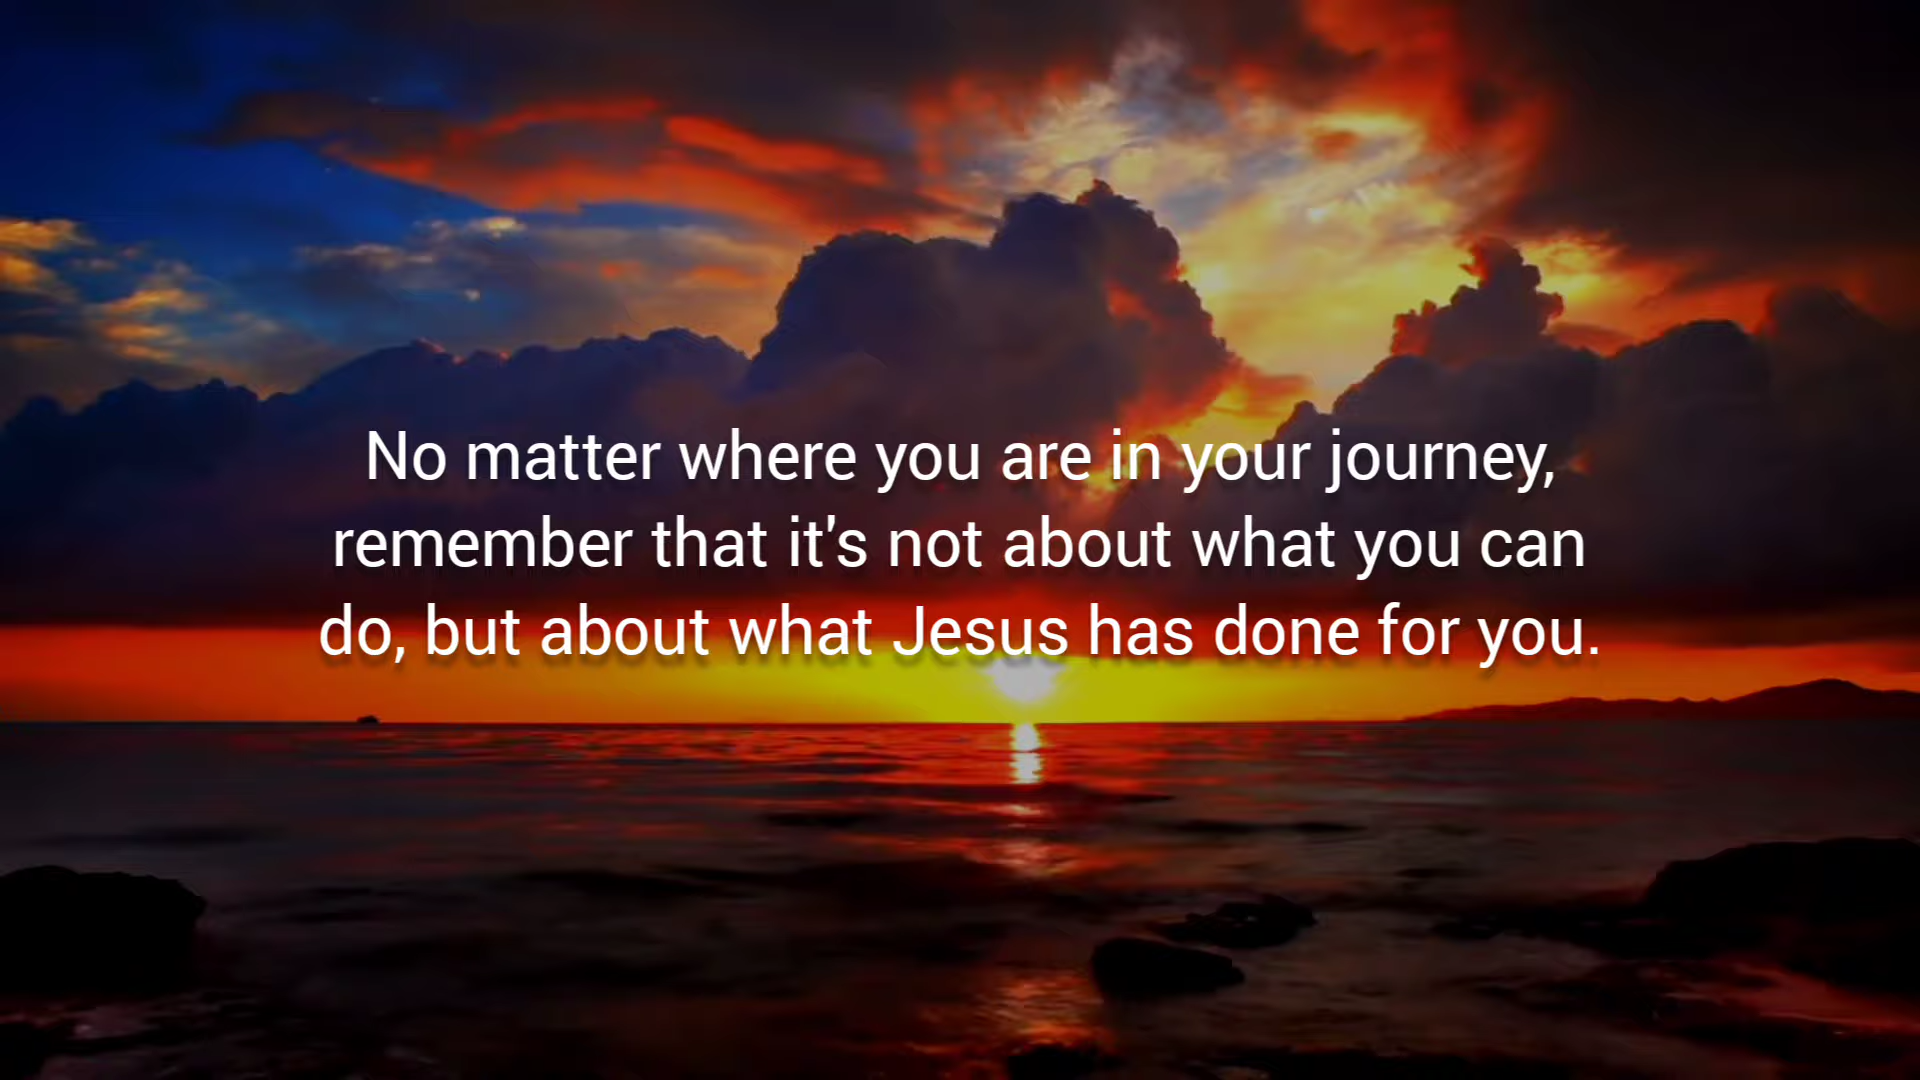 No matter where you are in your journey,
remember that it's not about what you can
do, but about what Jesus has done for you.